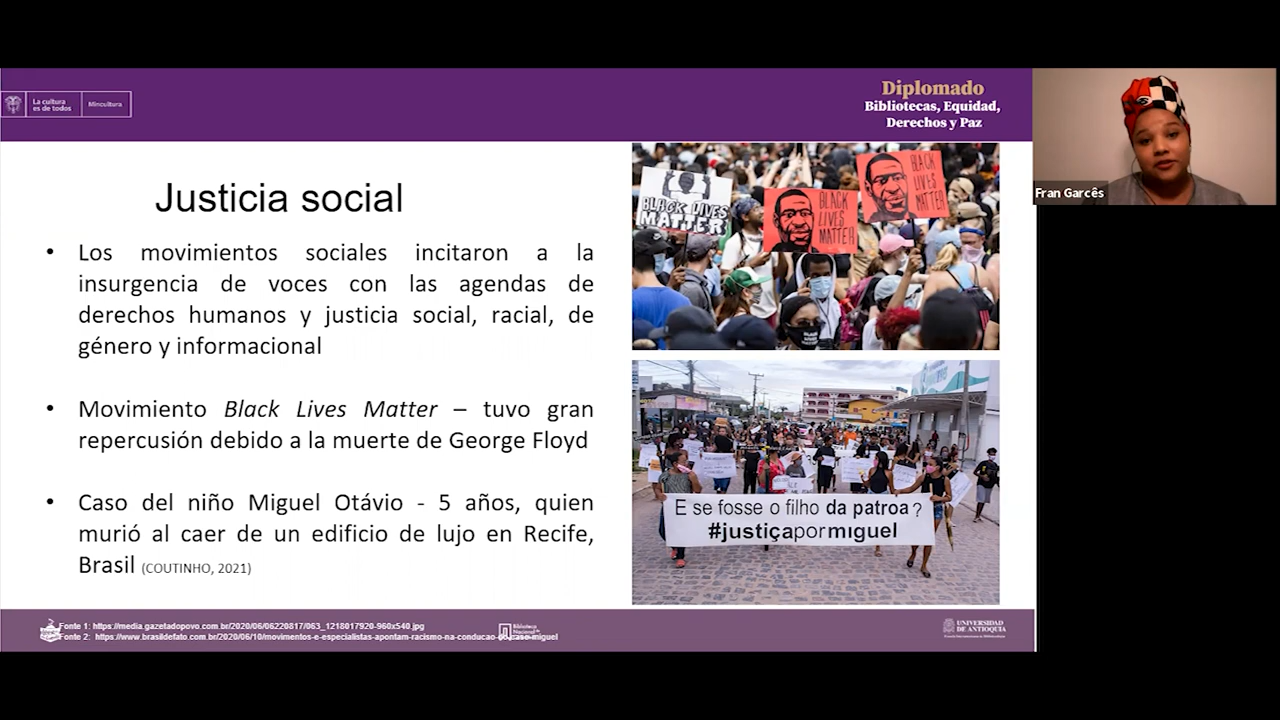 La cultura
es de todos
Mincultura
Diplomado
Bibliotecas, Equidad,
Derechos y Paz
Fran Garcês
Justicia social
• Los movimientos sociales incitaron a la
insurgencia de voces con las agendas de
derechos humanos y justicia social, racial, de
género y informacional
• Movimiento Black Lives Matter – tuvo gran
repercusión debido a la muerte de George Floyd
• Caso del niño Miguel Otávio - 5 años, quien
murió al caer de un edificio de lujo en Recife,
Brasil (COUTINHO, 2021)
BLACK LIVES
MATTER
BLACK
LIVES
MATTER
BLACK
LIVES
MATTER
E se fosse o filho da patroa?
#justiçapormiguel
Fonte 1: https://media.gazetadopovo.com.br/2020/06/06220817/063_1218017920-960x540.jpg
Fonte 2: https://www.brasildefato.com.br/2020/06/10/movimentos-e-especialistas-apontam-racismo-na-conducao-do-caso-miguel
Biblioteca
Nacional
UNIVERSIDAD
DE ANTIOQUIA